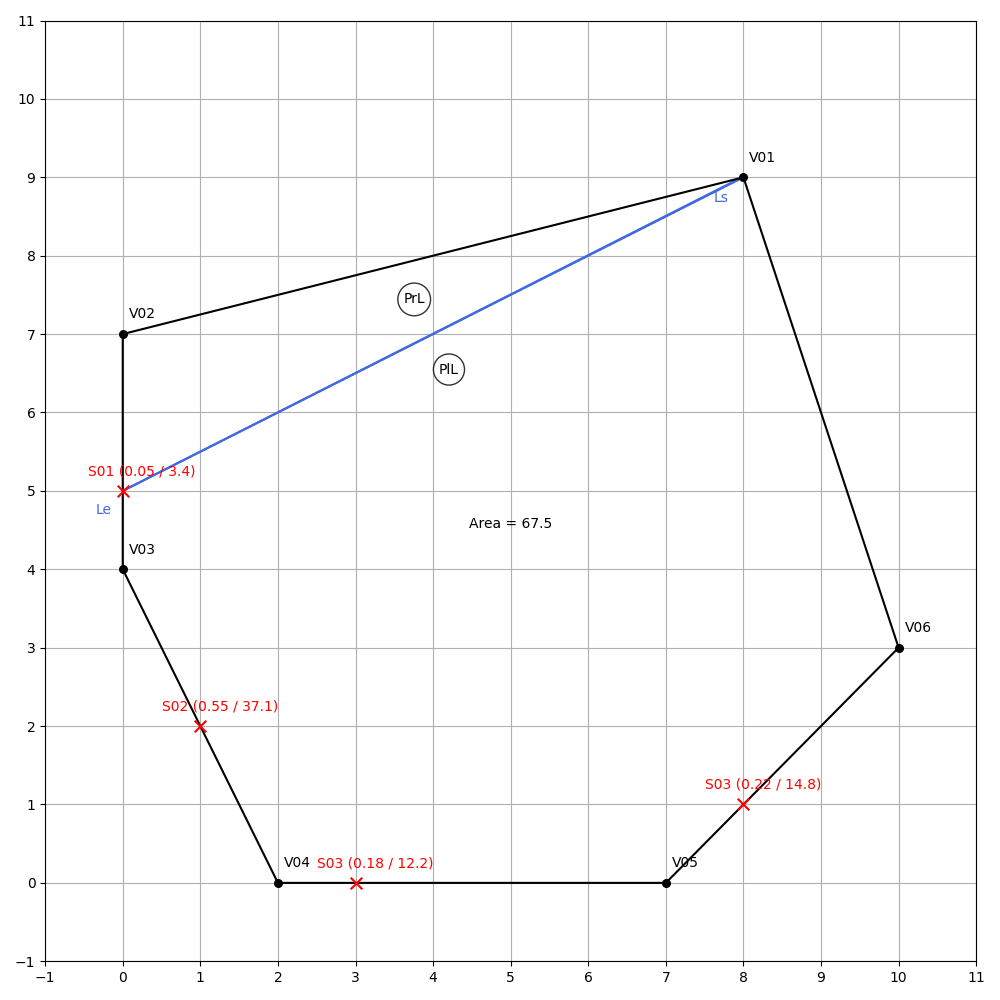 11
10
9
8
7
6
5
4
3
2
1
0
−1
V01
Ls
V02
PrL
PlL
S01 (0.05 / 3.4)
Le
Area = 67.5
V03
V06
S02 (0.55 / 37.1)
S03 (0.22 / 14.8)
V04
S03 (0.18 / 12.2)
V05
−1 0 1 2 3 4 5 6 7 8 9 10 11